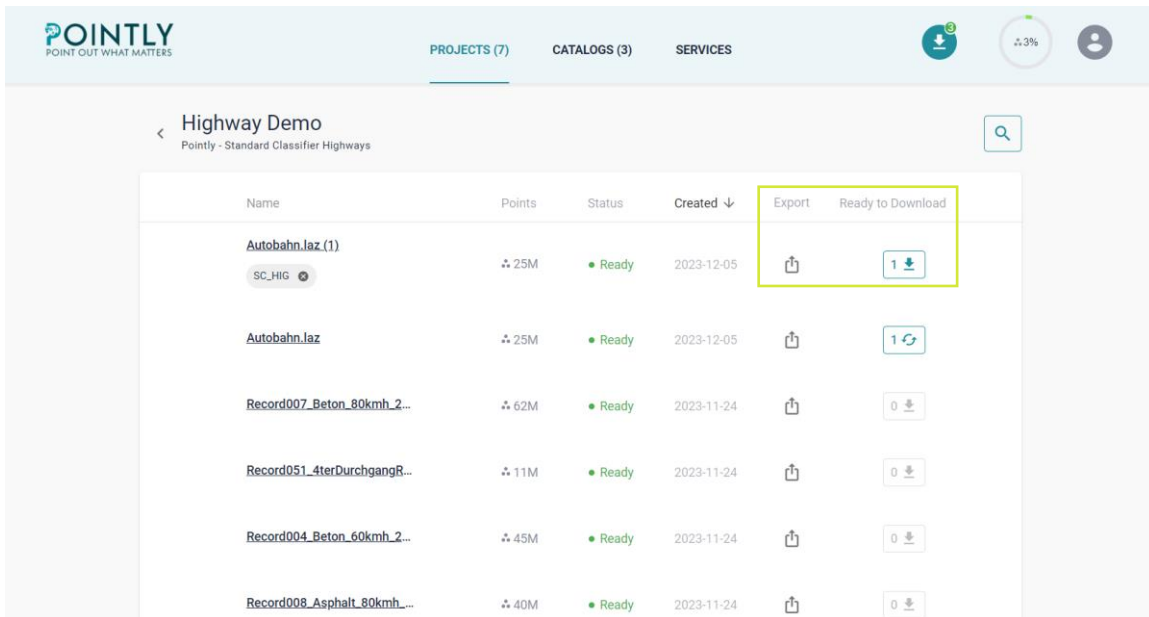 POINTLY
POINT OUT WHAT MATTERS
PROJECTS (7) CATALOGS (3) SERVICES
3
3%
Highway Demo
Pointly - Standard Classifier Highways
Name Points Status Created Export Ready to Download
Autobahn.laz (1)
SC_HIG
25M Ready 2023-12-05 1
Autobahn.laz 25M Ready 2023-12-05 1
Record007_Beton_80kmh_2... 62M Ready 2023-11-24 0
Record051_4terDurchgangR... 11M Ready 2023-11-24 0
Record004_Beton_60kmh_2... 45M Ready 2023-11-24 0
Record008_Asphalt_80kmh_... 40M Ready 2023-11-24 0